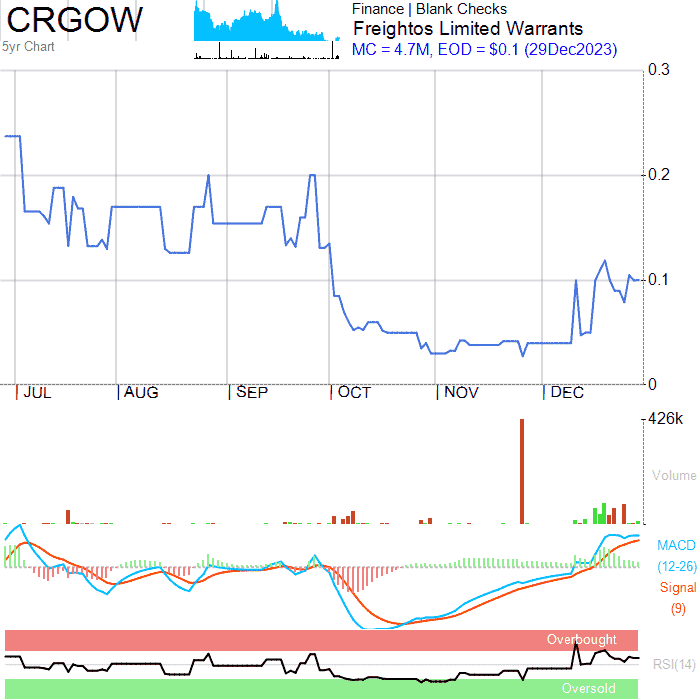 CRGOW
5yr Chart
Finance | Blank Checks
Freightos Limited Warrants
MC = 4.7M, EOD = $0.1 (29Dec2023)
0.3
0.2
0.1
0
JUL AUG SEP OCT NOV DEC
426k
Volume
MACD
(12-26)
Signal
(9)
Overbought
RSI(14)
Oversold